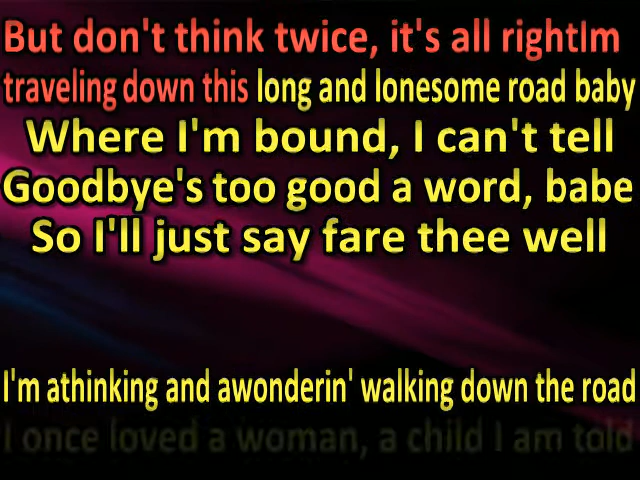 But don't think twice, it's all rightIm
traveling down this long and lonesome road baby
Where I'm bound, I can't tell
Goodbye's too good a word, babe
So I'll just say fare thee well
I'm athinking and awonderin' walking down the road
I once loved a woman, a child I am told